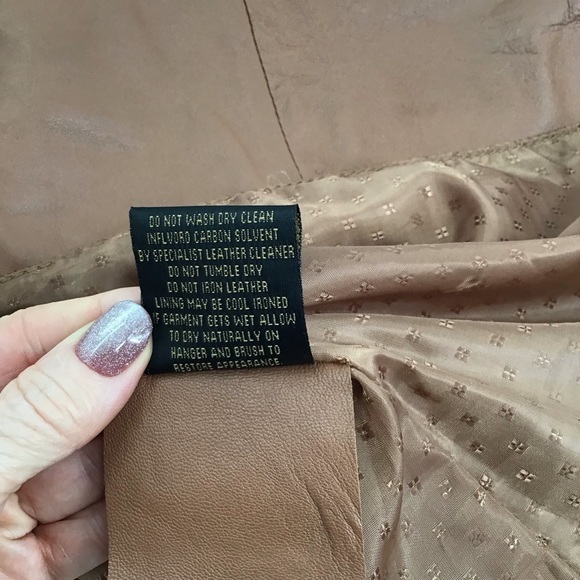 DO NOT WASH DRY CLEAN
INFLUORO CARBON SOLVENT
BY SPECIALIST LEATHER CLEANER
DO NOT TUMBLE DRY
DO NOT IRON LEATHER
LINING MAY BE COOL IRONED
IF GARMENT GETS WET ALLOW
TO DRY NATURALLY ON
HANGER AND BRUSH TO
RESTORE APPEARANCE